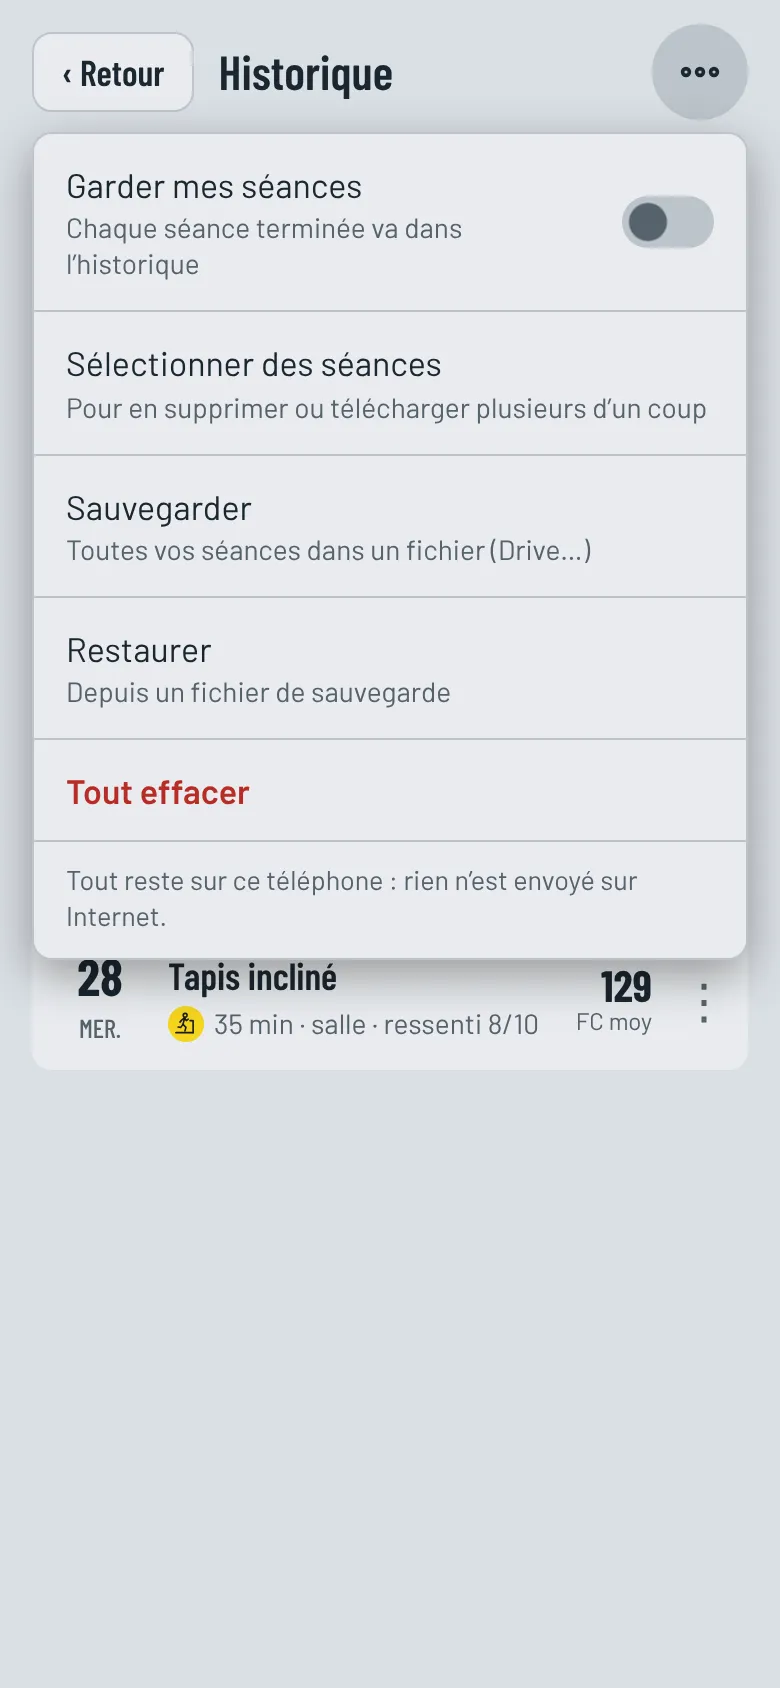 ‹ Retour
Historique
Garder mes séances
Chaque séance terminée va dans
l’historique
Sélectionner des séances
Pour en supprimer ou télécharger plusieurs d’un coup
Sauvegarder
Toutes vos séances dans un fichier (Drive…)
Restaurer
Depuis un fichier de sauvegarde
Tout effacer
Tout reste sur ce téléphone : rien n’est envoyé sur
Internet.
28
MER.
Tapis incliné
35 min · salle · ressenti 8/10
129
FC moy